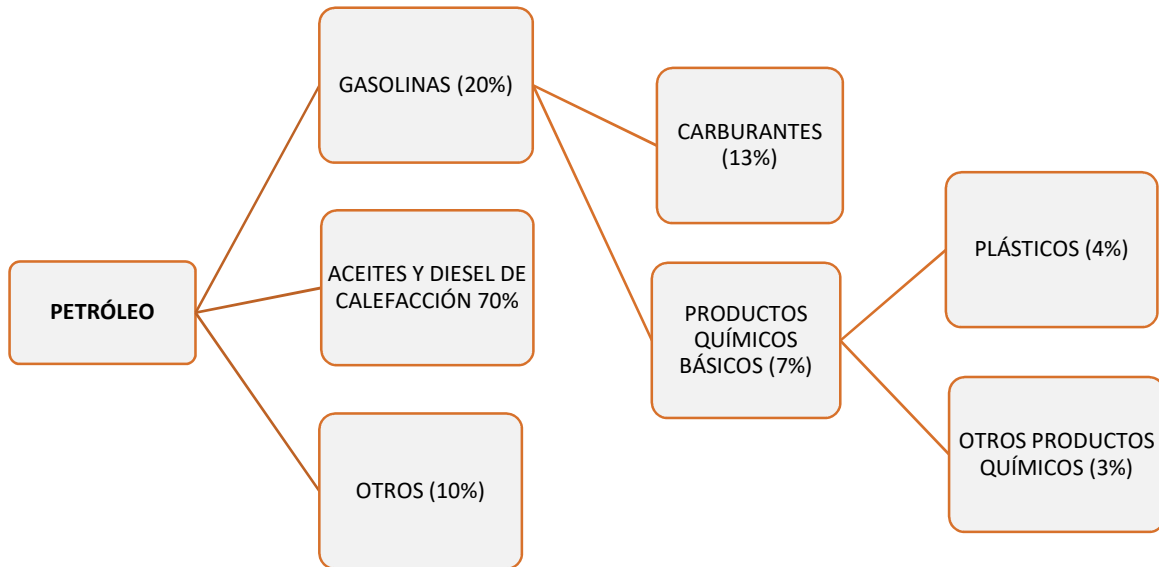 PETRÓLEO
GASOLINAS (20%)
ACEITES Y DIESEL DE
CALEFACCIÓN 70%
OTROS (10%)
CARBURANTES
(13%)
PRODUCTOS
QUÍMICOS
BÁSICOS (7%)
PLÁSTICOS (4%)
OTROS PRODUCTOS
QUÍMICOS (3%)